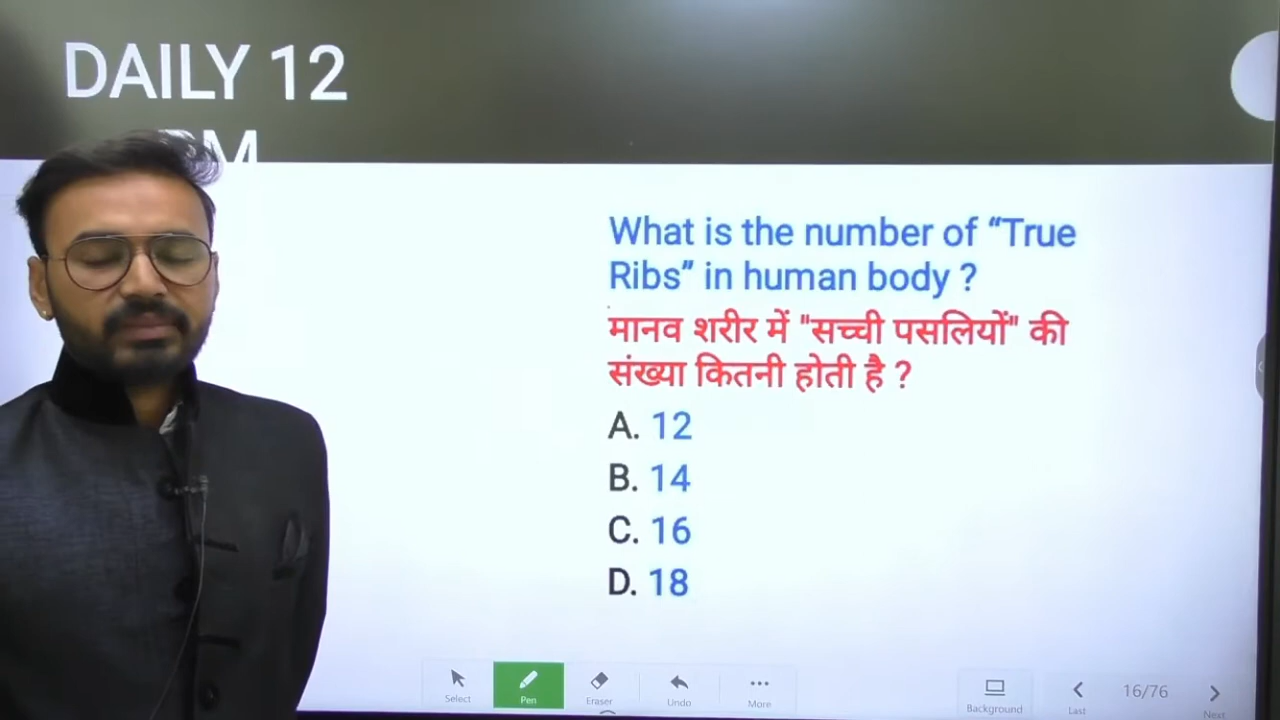 DAILY 12
What is the number of “True
Ribs” in human body ?
मानव शरीर में "सच्ची पसलियों" की
संख्या कितनी होती है ?
A. 12
B. 14
C. 16
D. 18
Select
Pen
Eraser
Undo
More
Background
Last
16/76
Next